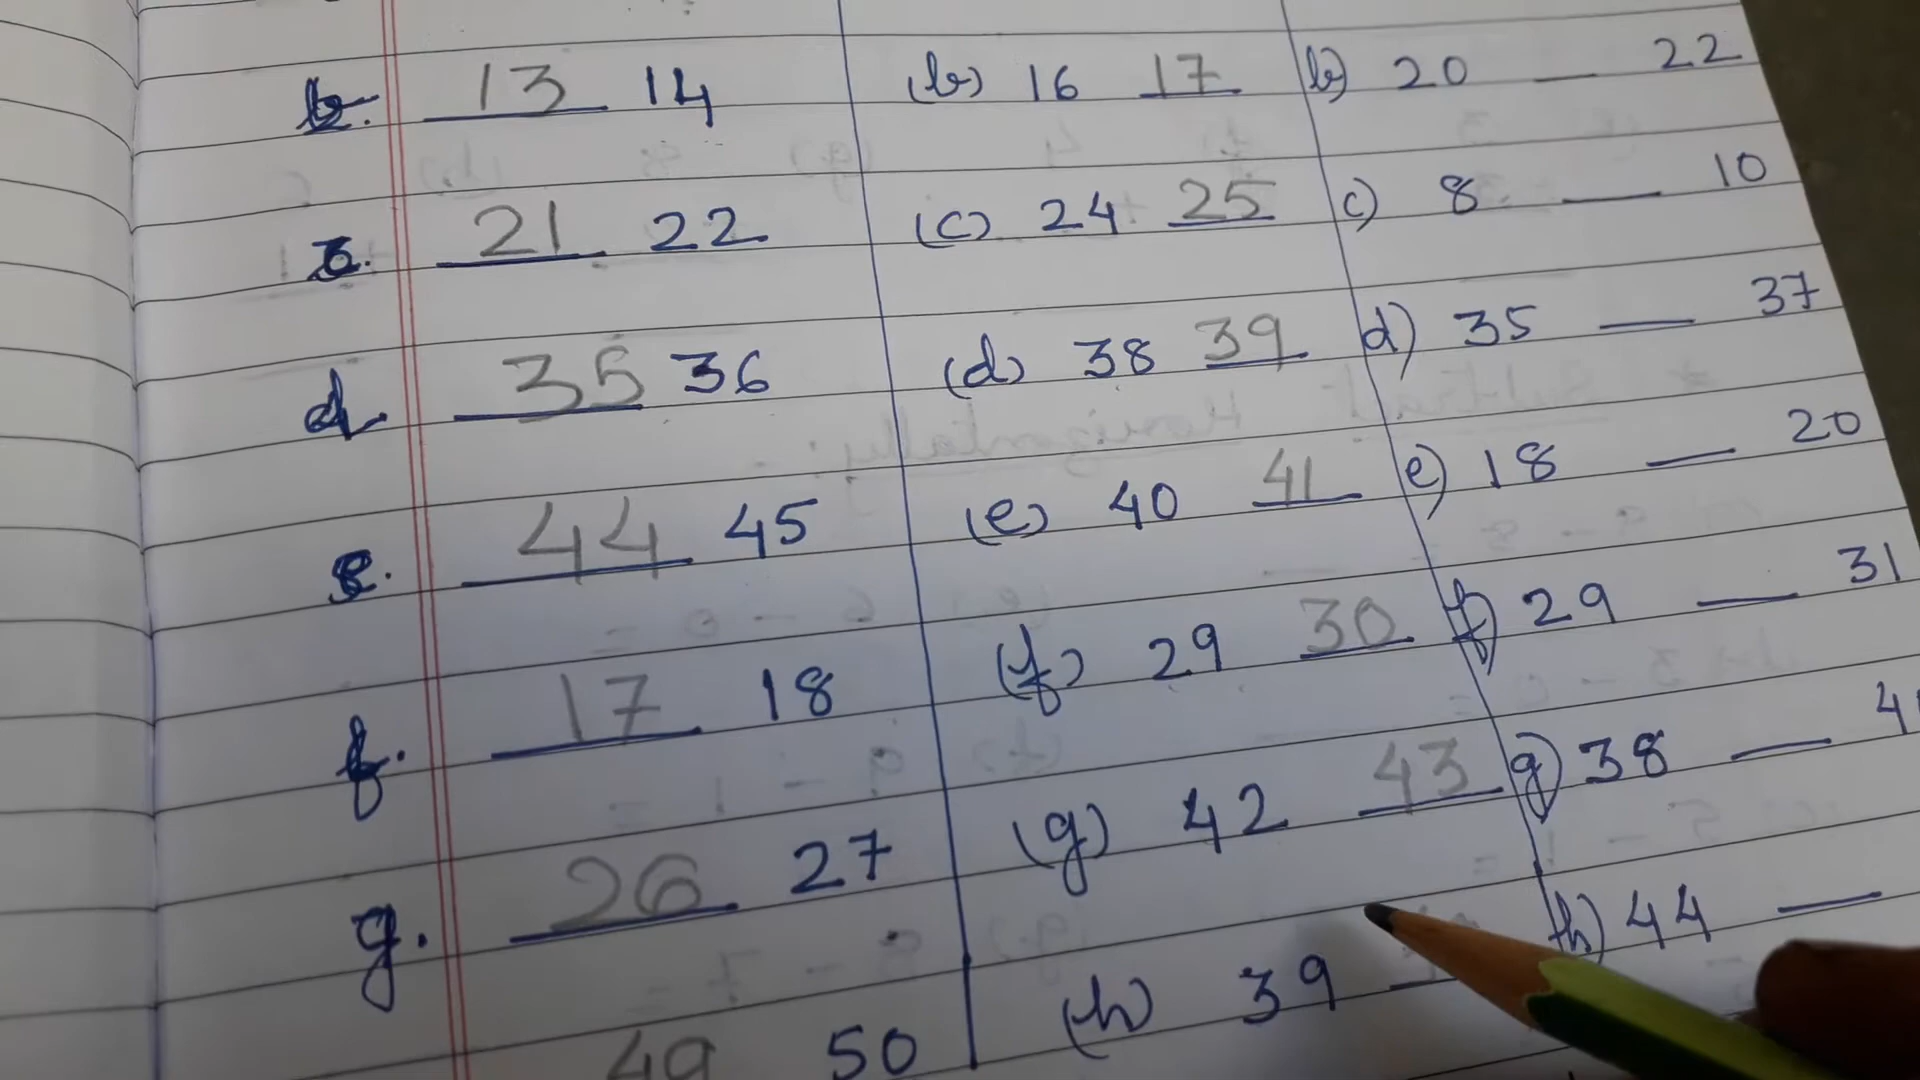 b. 13 14 (b) 16 17 b) 20 __ 22
c. 21 22 (c) 24 25 c) 8 __ 10
d. 35 36 (d) 38 39 d) 35 __ 37
e. 44 45 (e) 40 41 e) 18 __ 20
f. 17 18 (f) 29 30 f) 29 __ 31
g. 26 27 (g) 42 43 g) 38 __
49 50 (h) 39 h) 44 __